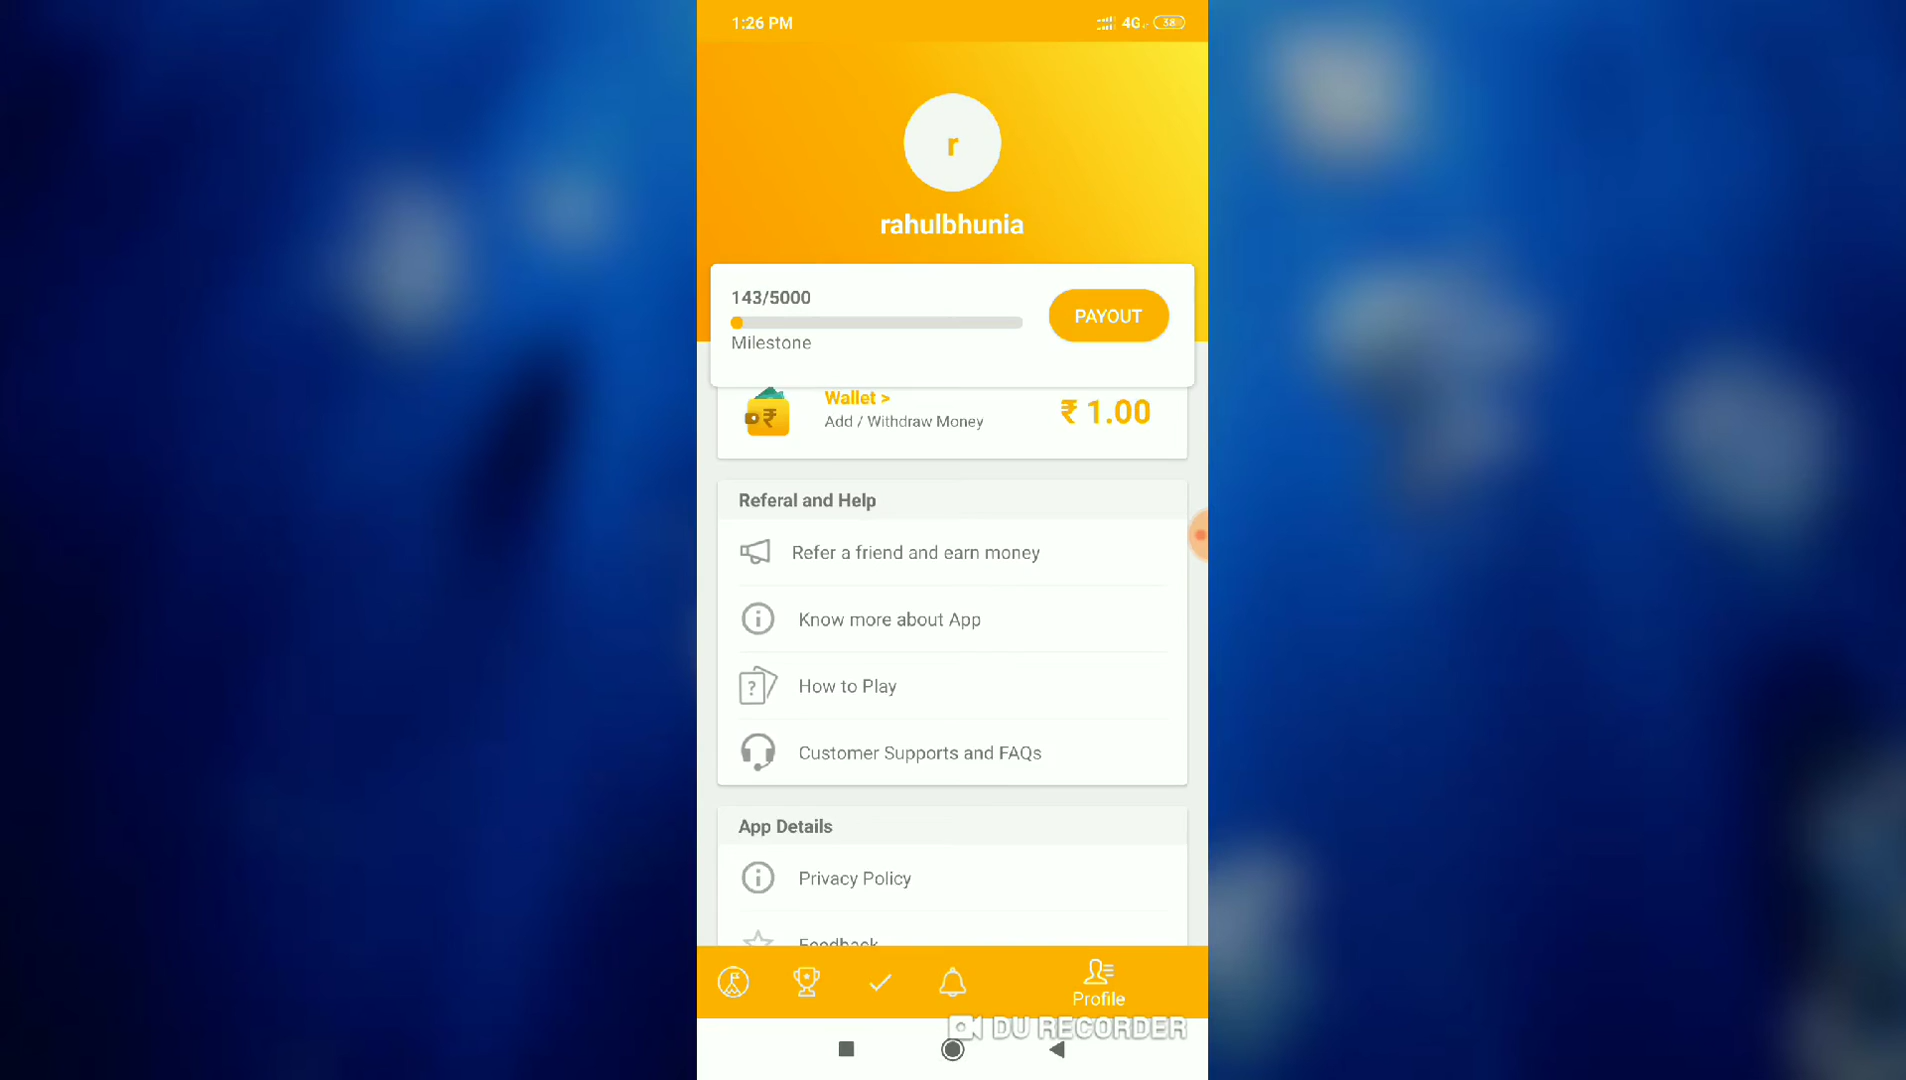 1:26 PM
4G
38
r
rahulbhunia
143/5000
PAYOUT
Milestone
Wallet >
Add / Withdraw Money
₹ 1.00
Referal and Help
Refer a friend and earn money
Know more about App
How to Play
Customer Supports and FAQs
App Details
Privacy Policy
Feedback
Profile
DU RECORDER